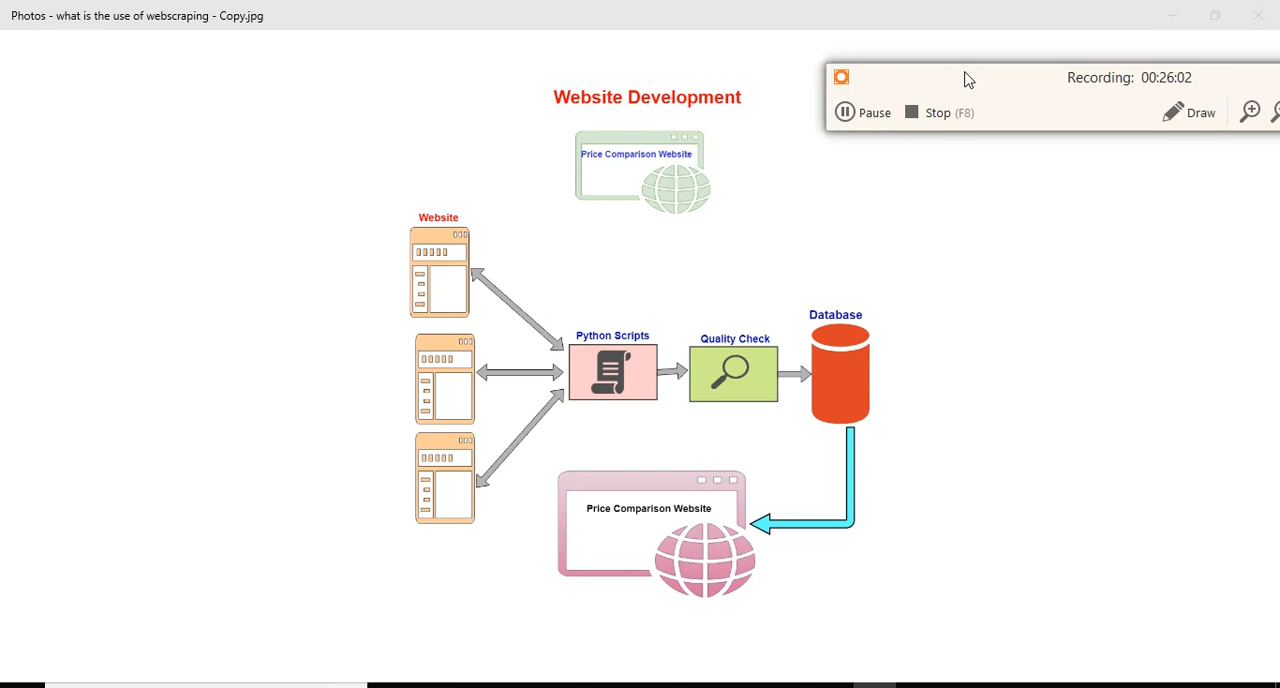 Photos - what is the use of webscraping - Copy.jpg
Recording: 00:26:02
Pause
Stop (F8)
Draw
Website Development
Price Comparison Website
Website
Python Scripts
Quality Check
Database
Price Comparison Website